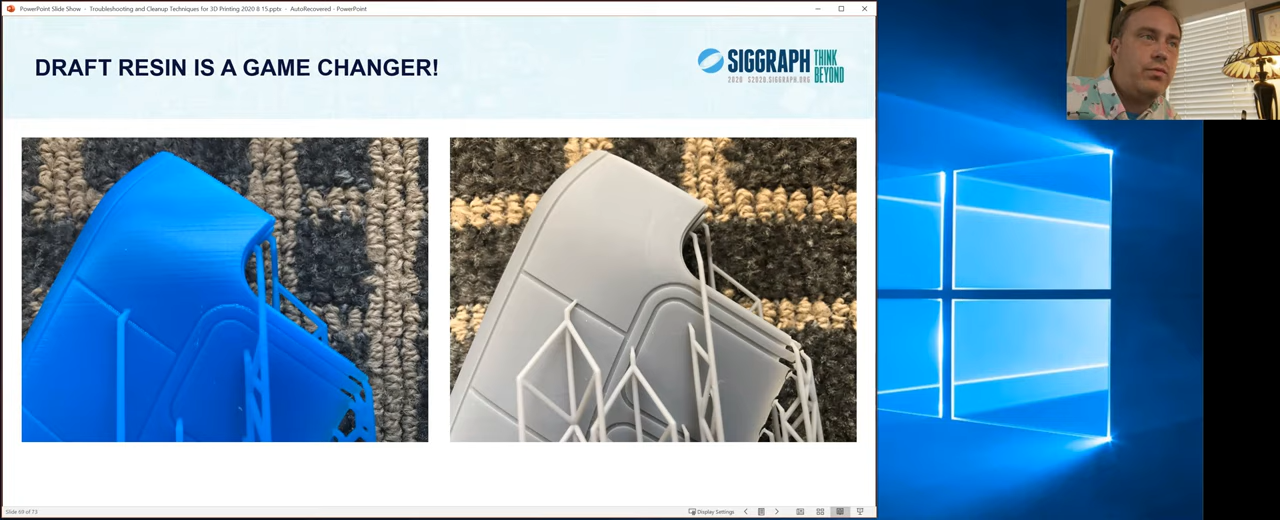 PowerPoint Slide Show - Troubleshooting and Cleanup Techniques for 3D Printing 2020 8 15.pptx - AutoRecovered - PowerPoint
DRAFT RESIN IS A GAME CHANGER!
SIGGRAPH
THINK
BEYOND
2020 S2020.SIGGRAPH.ORG
Slide 69 of 73
Display Settings